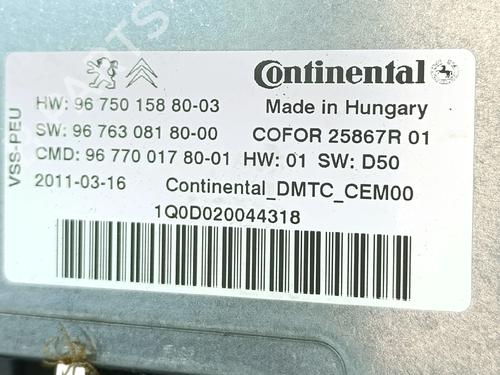 Continental
HW: 96 750 158 80-03
Made in Hungary
SW: 96 763 081 80-00
COFOR 25867R 01
CMD: 96 770 017 80-01 HW: 01 SW: D50
2011-03-16
Continental_DMTC_CEM00
1Q0D020044318
VSS-PEU